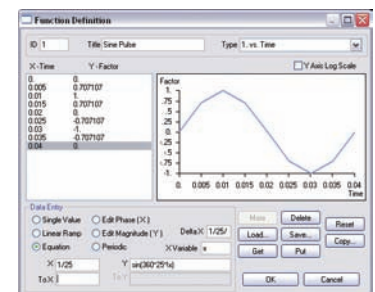 Function Definition
ID 1 Title Sine Pulse Type 1..vs. Time
X -Time Y - Factor Y Axis Log Scale
0. 0.
0.005 0.707107
0.01 1.
0.015 0.707107
0.02 0.
0.025 -0.707107
0.03 -1.
0.035 -0.707107
0.04 0.
Factor
1.
.75
.5
.25
0.
-.25
-.5
-.75
-1.
0. 0.005 0.01 0.015 0.02 0.025 0.03 0.035 0.04
Time
Data Entry
Single Value Edit Phase (X)
Linear Ramp Edit Magnitude (Y) Delta X 1/25/
Equation Periodic X Variable x
X 1/25 Y sin(360*25*!x)
To X To Y
More Delete Reset
Load... Save... Copy...
Get Put
OK Cancel